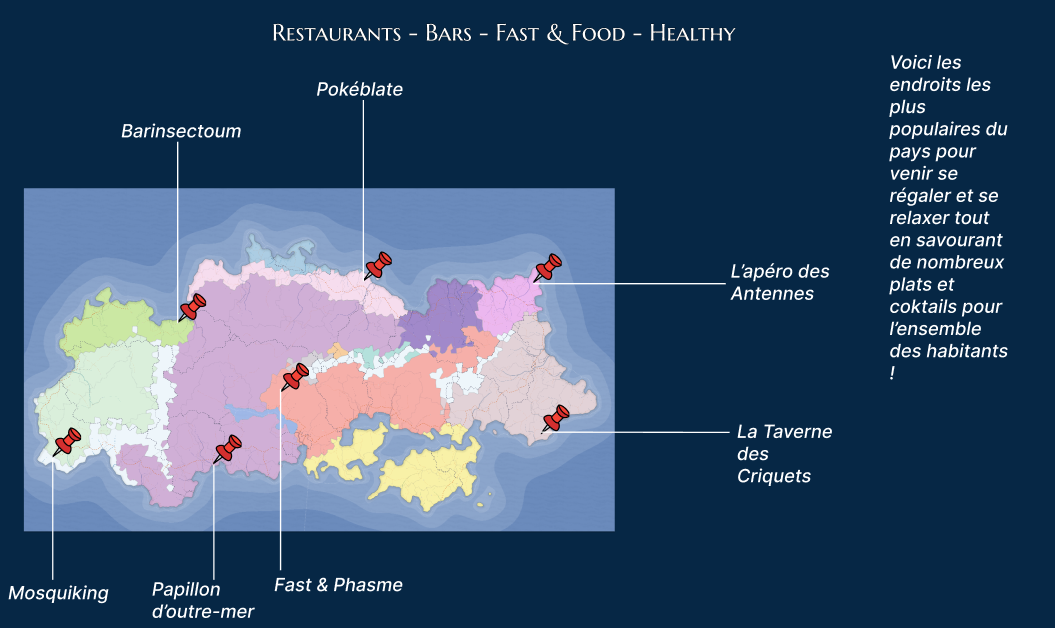 Restaurants - Bars - Fast & Food - Healthy
Voici les
endroits les
plus
populaires du
pays pour
venir se
régaler et se
relaxer tout
en savourant
de nombreux
plats et
coktails pour
l'ensemble
des habitants
!
Pokéblate
Barinsectoum
L'apéro des
Antennes
La Taverne
des
Criquets
Fast & Phasme
Mosquiking
Papillon
d'outre-mer